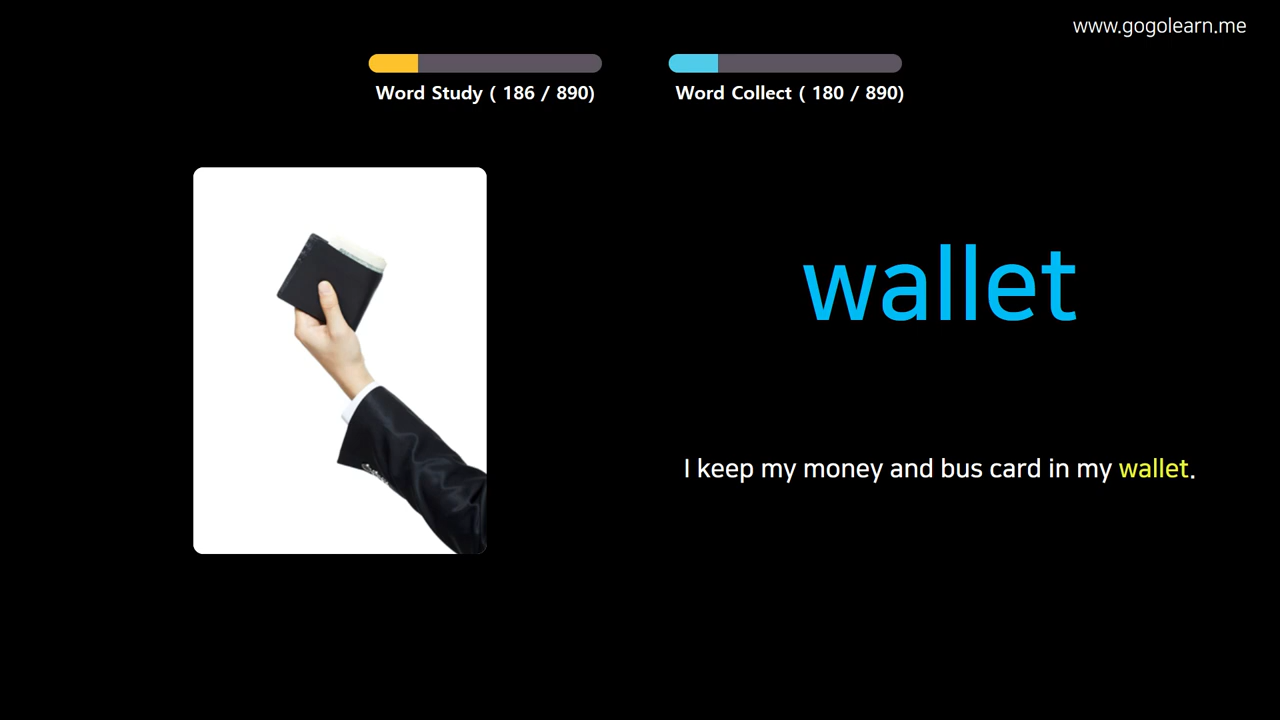 www.gogolearn.me
Word Study ( 186 / 890)
Word Collect ( 180 / 890)
wallet
I keep my money and bus card in my wallet.